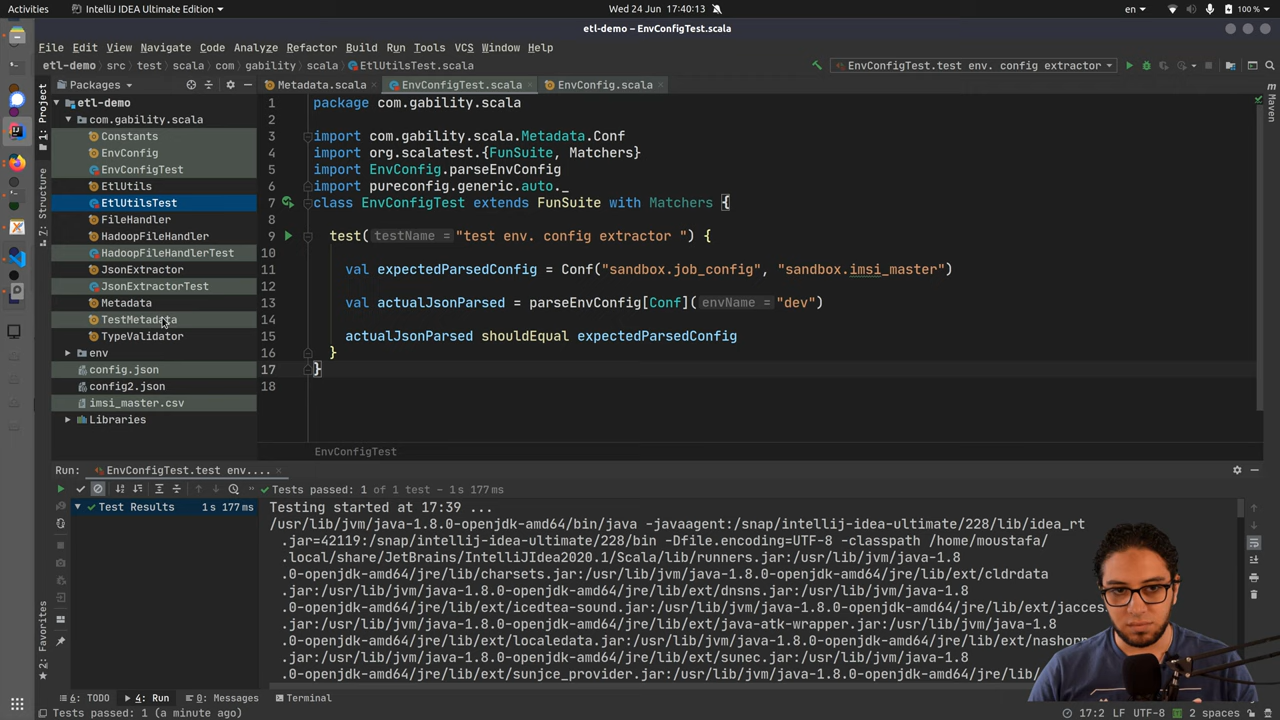 Activities
IntelliJ IDEA Ultimate Edition
Wed 24 Jun 17:40:13
en
100 %
etl-demo – EnvConfigTest.scala
File Edit View Navigate Code Analyze Refactor Build Run Tools VCS Window Help
etl-demo src test scala com gability scala EtlUtilsTest.scala
EnvConfigTest.test env. config extractor
1: Project
Packages
Metadata.scala
EnvConfigTest.scala
EnvConfig.scala
Maven
etl-demo
com.gability.scala
Constants
EnvConfig
EnvConfigTest
EtlUtils
EtlUtilsTest
FileHandler
HadoopFileHandler
HadoopFileHandlerTest
JsonExtractor
JsonExtractorTest
Metadata
TestMetadata
TypeValidator
env
config.json
config2.json
imsi_master.csv
Libraries
7: Structure
1 package com.gability.scala
2
3 import com.gability.scala.Metadata.Conf
4 import org.scalatest.{FunSuite, Matchers}
5 import EnvConfig.parseEnvConfig
6 import pureconfig.generic.auto._
7 class EnvConfigTest extends FunSuite with Matchers {
8
9 test( testName = "test env. config extractor ") {
10
11 val expectedParsedConfig = Conf("sandbox.job_config", "sandbox.imsi_master")
12
13 val actualJsonParsed = parseEnvConfig[Conf]( envName = "dev")
14
15 actualJsonParsed shouldEqual expectedParsedConfig
16 }
17 }
18
EnvConfigTest
Run: EnvConfigTest.test env....
Tests passed: 1 of 1 test – 1 s 177 ms
Test Results 1 s 177 ms
Testing started at 17:39 ...
/usr/lib/jvm/java-1.8.0-openjdk-amd64/bin/java -javaagent:/snap/intellij-idea-ultimate/228/lib/idea_rt
.jar=42119:/snap/intellij-idea-ultimate/228/bin -Dfile.encoding=UTF-8 -classpath /home/moustafa/
.local/share/JetBrains/IntelliJIdea2020.1/Scala/lib/runners.jar:/usr/lib/jvm/java-1.8
.0-openjdk-amd64/jre/lib/charsets.jar:/usr/lib/jvm/java-1.8.0-openjdk-amd64/jre/lib/ext/cldrdata
.jar:/usr/lib/jvm/java-1.8.0-openjdk-amd64/jre/lib/ext/dnsns.jar:/usr/lib/jvm/java-1.8
.0-openjdk-amd64/jre/lib/ext/icedtea-sound.jar:/usr/lib/jvm/java-1.8.0-openjdk-amd64/jre/lib/ext/jacces
.jar:/usr/lib/jvm/java-1.8.0-openjdk-amd64/jre/lib/ext/java-atk-wrapper.jar:/usr/lib/jvm/java-1.8
.0-openjdk-amd64/jre/lib/ext/localedata.jar:/usr/lib/jvm/java-1.8.0-openjdk-amd64/jre/lib/ext/nashor
.jar:/usr/lib/jvm/java-1.8.0-openjdk-amd64/jre/lib/ext/sunec.jar:/usr/lib/jvm/java-1.8
.0-openjdk-amd64/jre/lib/ext/sunjce_provider.jar:/usr/lib/jvm/java-1.8.0-openjdk-amd64/jre/lib/ex
2: Favorites
6: TODO 4: Run 0: Messages Terminal
Tests passed: 1 (a minute ago)
17:2 LF UTF-8 2 spaces